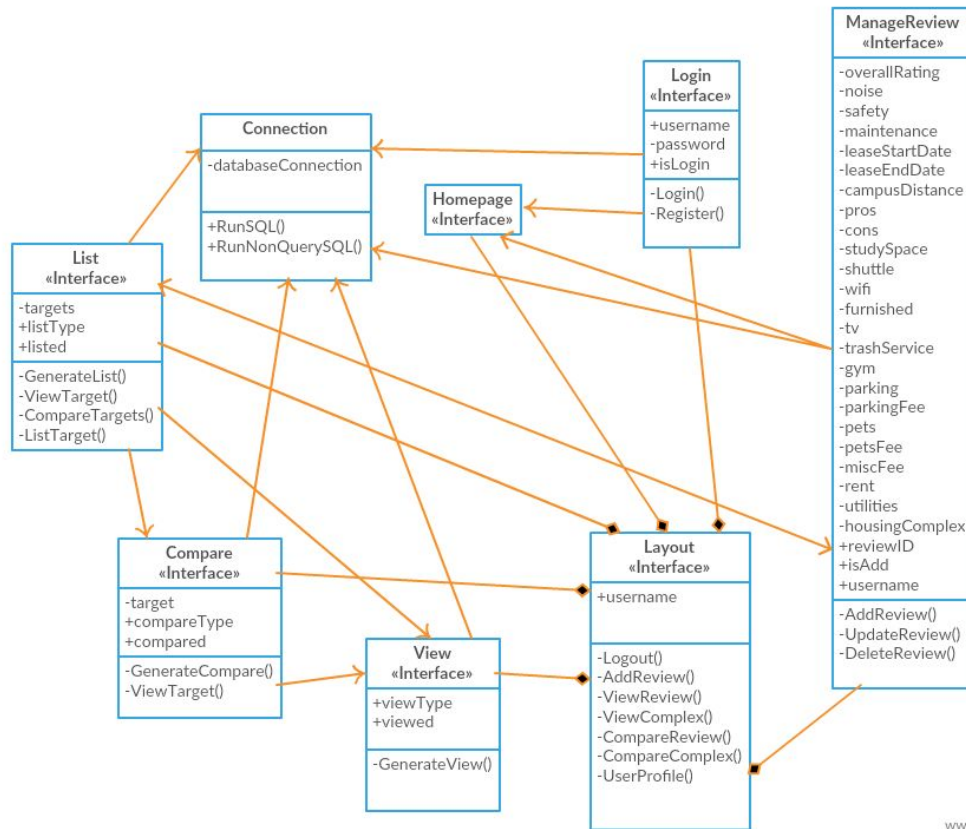 Connection
-databaseConnection
+RunSQL()
+RunNonQuerySQL()
Login
«Interface»
+username
-password
+isLogin
-Login()
-Register()
Homepage
«Interface»
ManageReview
«Interface»
-overallRating
-noise
-safety
-maintenance
-leaseStartDate
-leaseEndDate
-campusDistance
-pros
-cons
-studySpace
-shuttle
-wifi
-furnished
-tv
-trashService
-gym
-parking
-parkingFee
-pets
-petsFee
-miscFee
-rent
-utilities
-housingComplex
+reviewID
+isAdd
+username
-AddReview()
-UpdateReview()
-DeleteReview()
List
«Interface»
-targets
+listType
+listed
-GenerateList()
-ViewTarget()
-CompareTargets()
-ListTarget()
Compare
«Interface»
-target
+compareType
+compared
-GenerateCompare()
-ViewTarget()
View
«Interface»
+viewType
+viewed
-GenerateView()
Layout
«Interface»
+username
-Logout()
-AddReview()
-ViewReview()
-ViewComplex()
-CompareReview()
-CompareComplex()
-UserProfile()